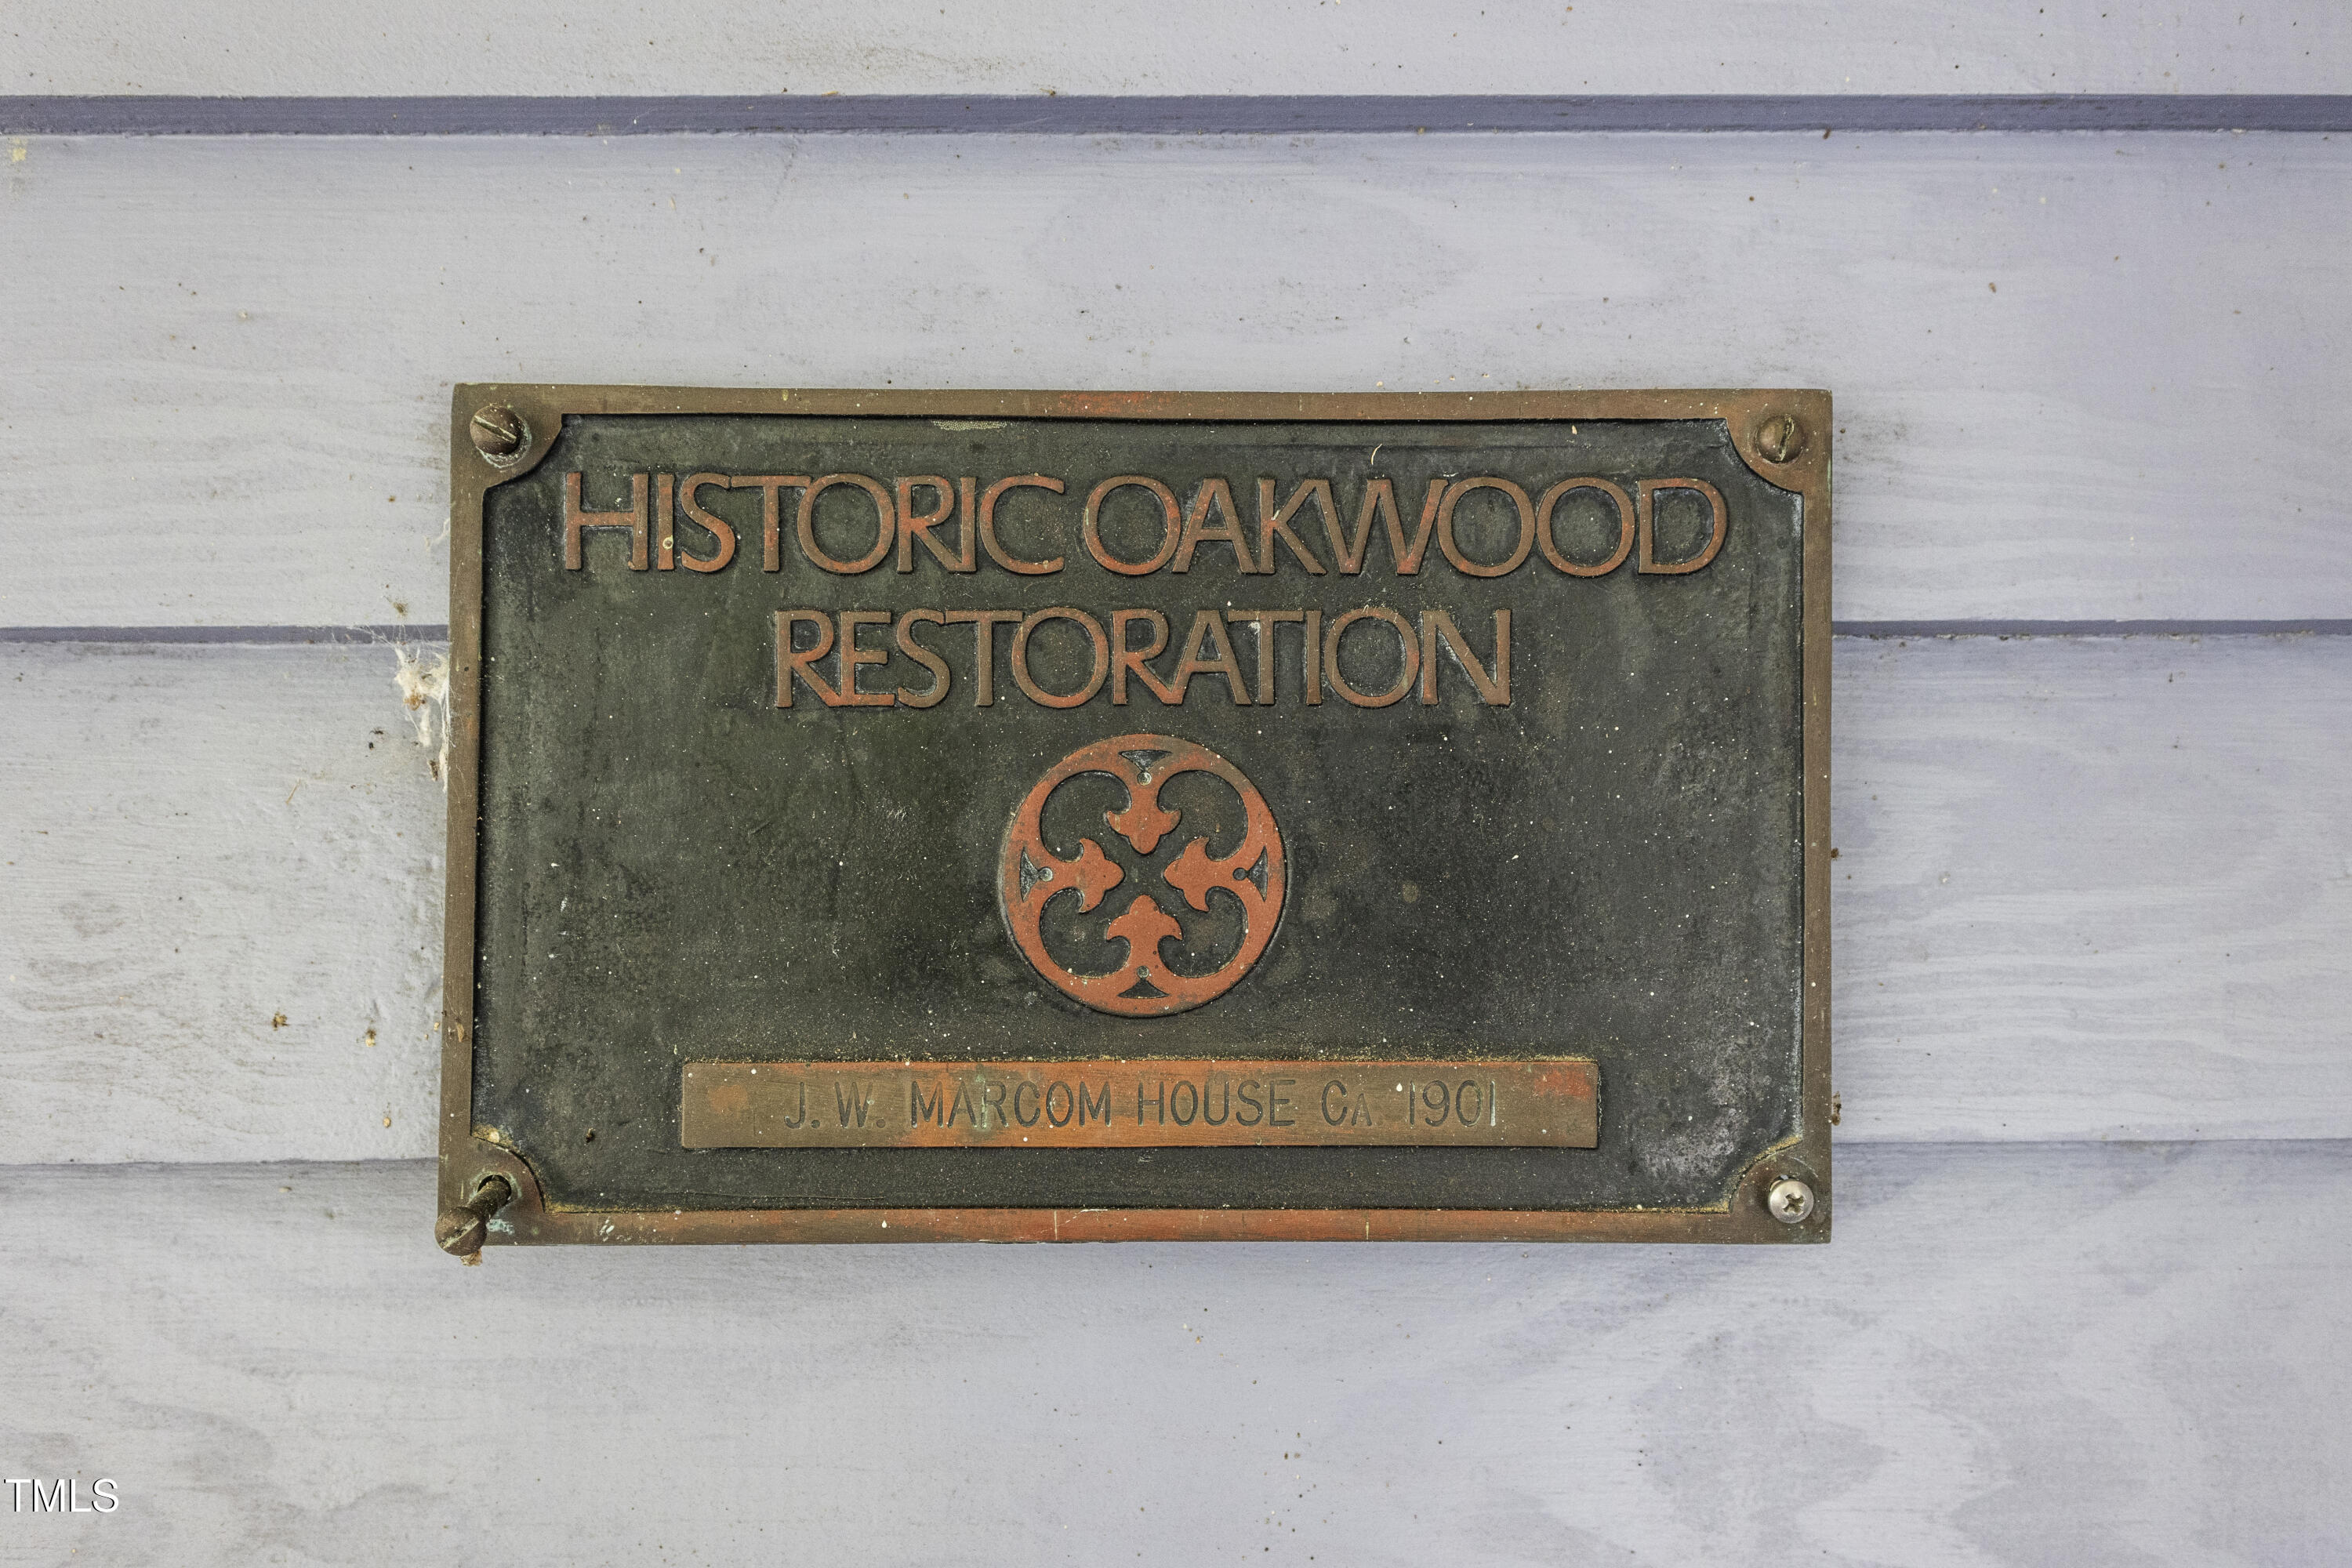 HISTORIC OAKWOOD
RESTORATION
J. W. MARCOM HOUSE CA. 1901
TMLS